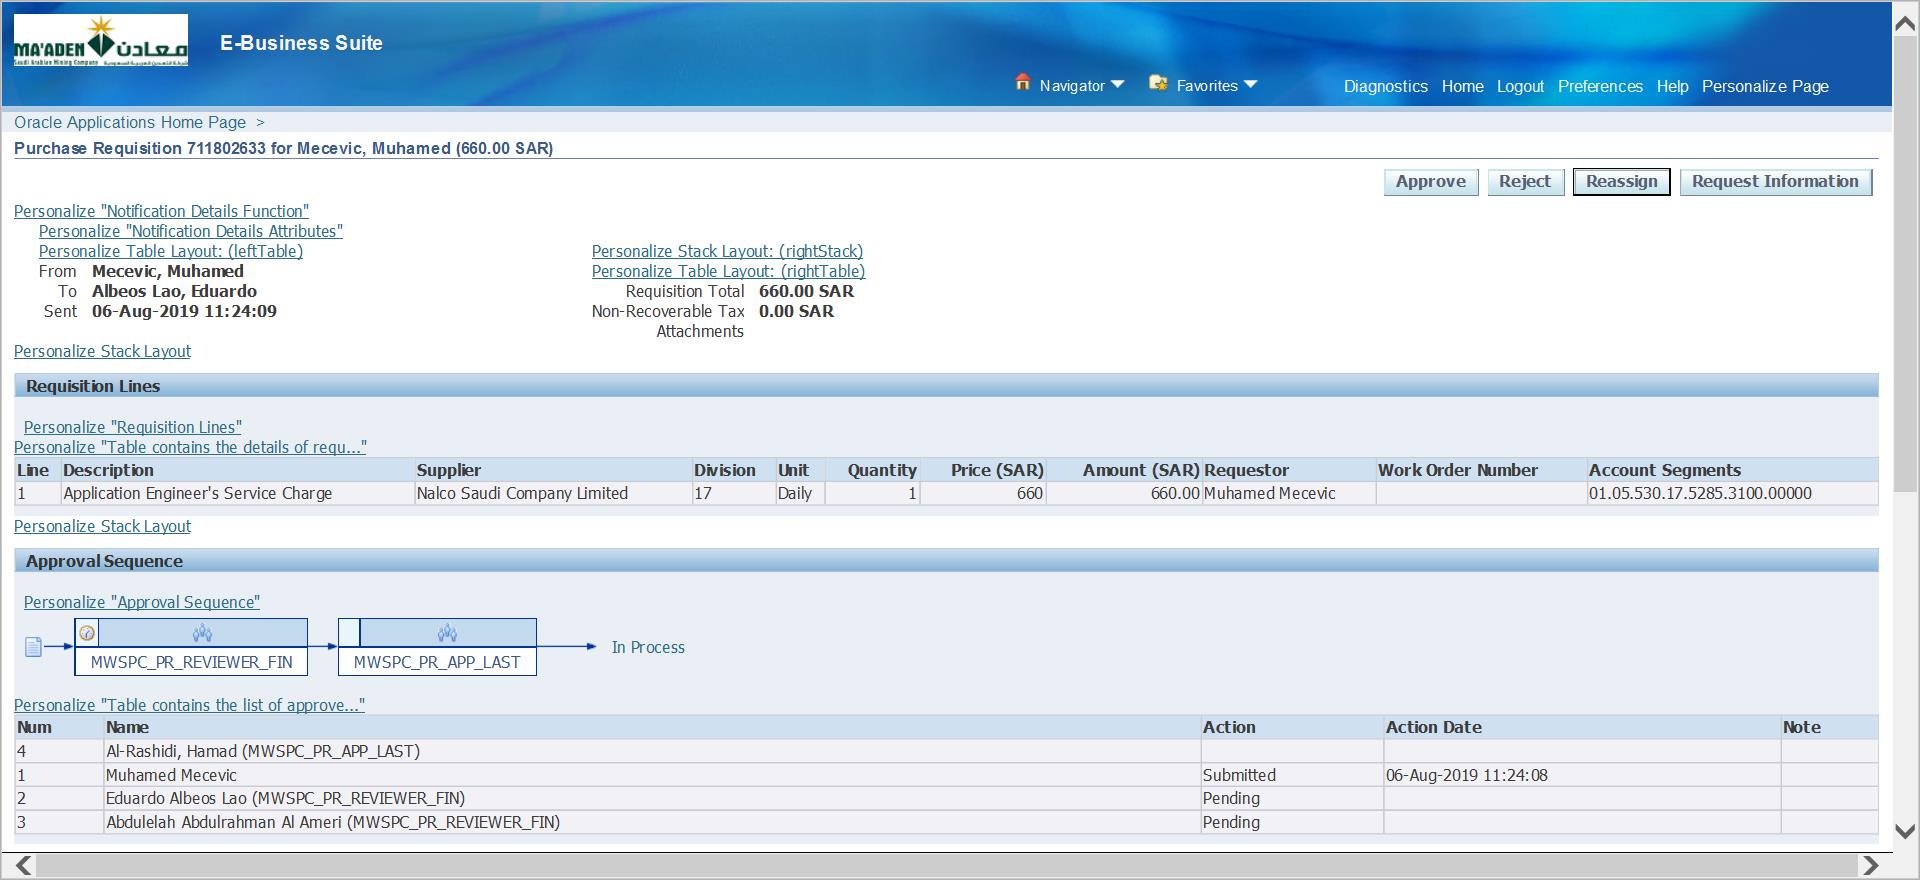 MA'ADEN معادن
Saudi Arabian Mining Company
E-Business Suite
Navigator Favorites Diagnostics Home Logout Preferences Help Personalize Page
Oracle Applications Home Page >
Purchase Requisition 711802633 for Mecevic, Muhamed (660.00 SAR)
Approve Reject Reassign Request Information
Personalize "Notification Details Function"
Personalize "Notification Details Attributes"
Personalize Table Layout: (leftTable)
From Mecevic, Muhamed
To Albeos Lao, Eduardo
Sent 06-Aug-2019 11:24:09
Personalize Stack Layout: (rightStack)
Personalize Table Layout: (rightTable)
Requisition Total 660.00 SAR
Non-Recoverable Tax 0.00 SAR
Attachments
Personalize Stack Layout
Requisition Lines
Personalize "Requisition Lines"
Personalize "Table contains the details of requ..."
Line Description Supplier Division Unit Quantity Price (SAR) Amount (SAR) Requestor Work Order Number Account Segments
1 Application Engineer's Service Charge Nalco Saudi Company Limited 17 Daily 1 660 660.00 Muhamed Mecevic 01.05.530.17.5285.3100.00000
Personalize Stack Layout
Approval Sequence
Personalize "Approval Sequence"
MWSPC_PR_REVIEWER_FIN MWSPC_PR_APP_LAST In Process
Personalize "Table contains the list of approve..."
Num Name Action Action Date Note
4 Al-Rashidi, Hamad (MWSPC_PR_APP_LAST)
1 Muhamed Mecevic Submitted 06-Aug-2019 11:24:08
2 Eduardo Albeos Lao (MWSPC_PR_REVIEWER_FIN) Pending
3 Abdulelah Abdulrahman Al Ameri (MWSPC_PR_REVIEWER_FIN) Pending